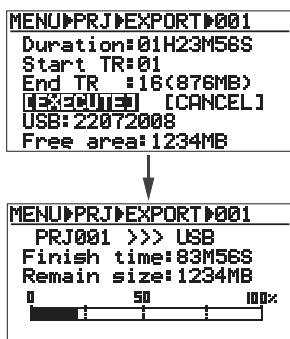 MENU▶PRJ▶EXPORT▶001
Duration:01H23M56S
Start TR:01
End TR :16(876MB)
[EXECUTE] [CANCEL]
USB:22072008
Free area:1234MB
MENU▶PRJ▶EXPORT▶001
PRJ001 >>> USB
Finish time:83M56S
Remain size:1234MB
0 50 100%